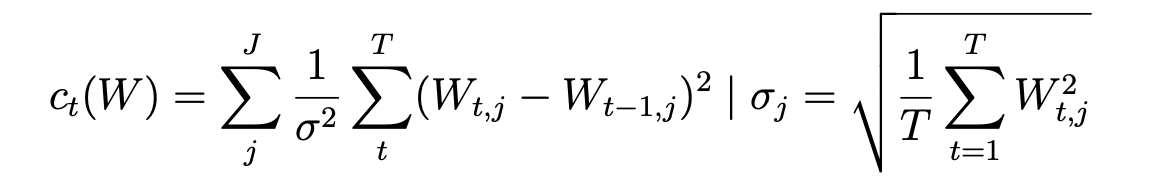 $c_t(W) = \sum_{j}^{J} \frac{1}{\sigma^2} \sum_{t}^{T} (W_{t,j} - W_{t-1,j})^2 \mid \sigma_j = \sqrt{\frac{1}{T} \sum_{t=1}^{T} W_{t,j}^2}$